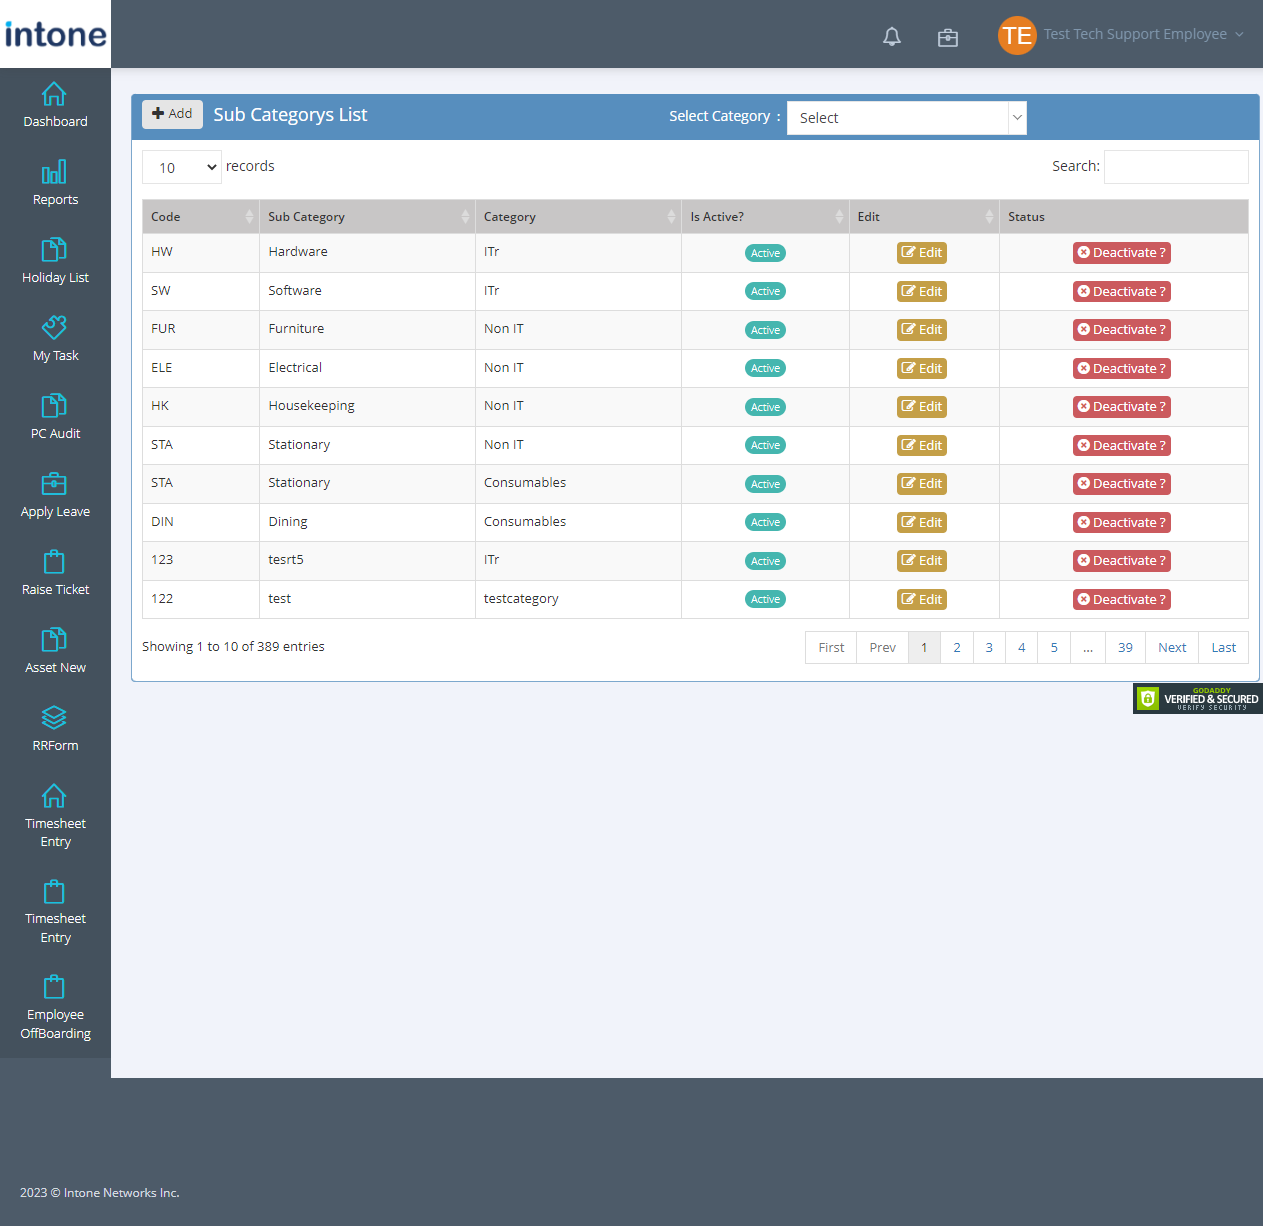 intone
TE Test Tech Support Employee
Dashboard
Reports
Holiday List
My Task
PC Audit
Apply Leave
Raise Ticket
Asset New
RRForm
Timesheet
Entry
Timesheet
Entry
Employee
OffBoarding
Add Sub Categorys List Select Category : Select
10 records Search:
Code Sub Category Category Is Active? Edit Status
HW Hardware ITr Active Edit Deactivate ?
SW Software ITr Active Edit Deactivate ?
FUR Furniture Non IT Active Edit Deactivate ?
ELE Electrical Non IT Active Edit Deactivate ?
HK Housekeeping Non IT Active Edit Deactivate ?
STA Stationary Non IT Active Edit Deactivate ?
STA Stationary Consumables Active Edit Deactivate ?
DIN Dining Consumables Active Edit Deactivate ?
123 tesrt5 ITr Active Edit Deactivate ?
122 test testcategory Active Edit Deactivate ?
Showing 1 to 10 of 389 entries First Prev 1 2 3 4 5 ... 39 Next Last
GODADDY
VERIFIED & SECURED
VERIFY SECURITY
2023 © Intone Networks Inc.